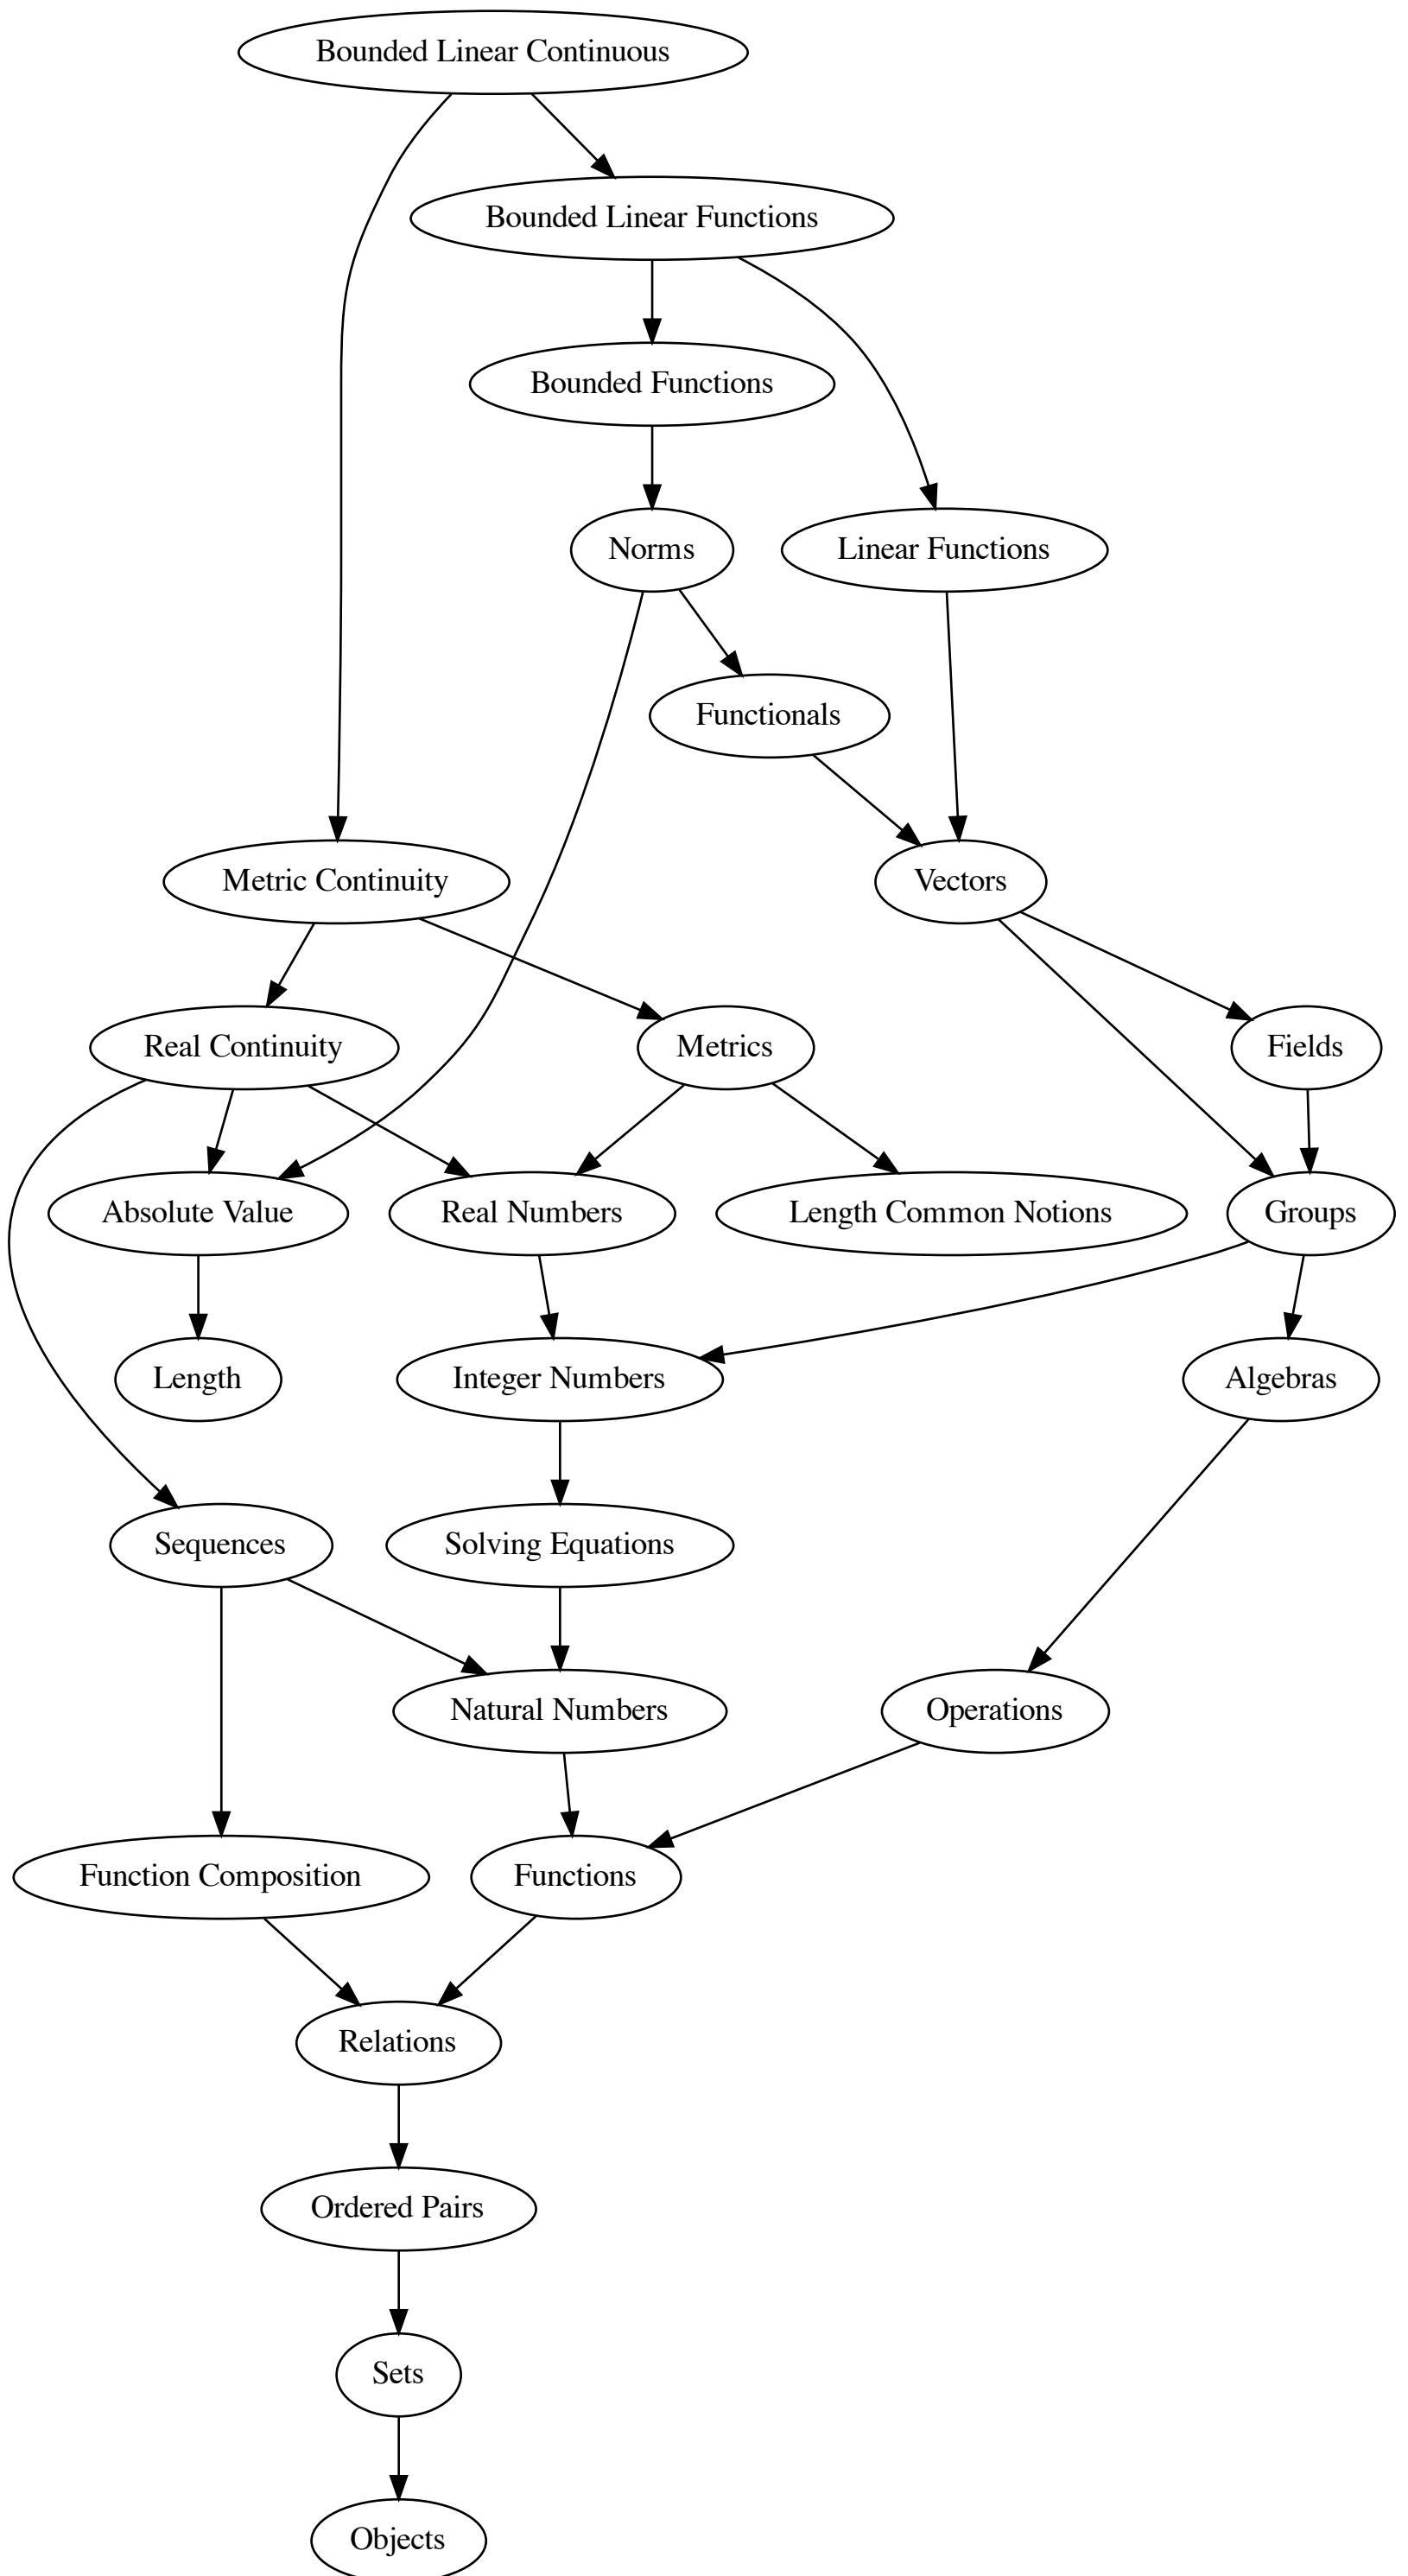 Bounded Linear Continuous
Bounded Linear Functions
Bounded Functions
Norms
Linear Functions
Functionals
Metric Continuity
Vectors
Real Continuity
Metrics
Fields
Absolute Value
Real Numbers
Length Common Notions
Groups
Length
Integer Numbers
Algebras
Sequences
Solving Equations
Natural Numbers
Operations
Function Composition
Functions
Relations
Ordered Pairs
Sets
Objects